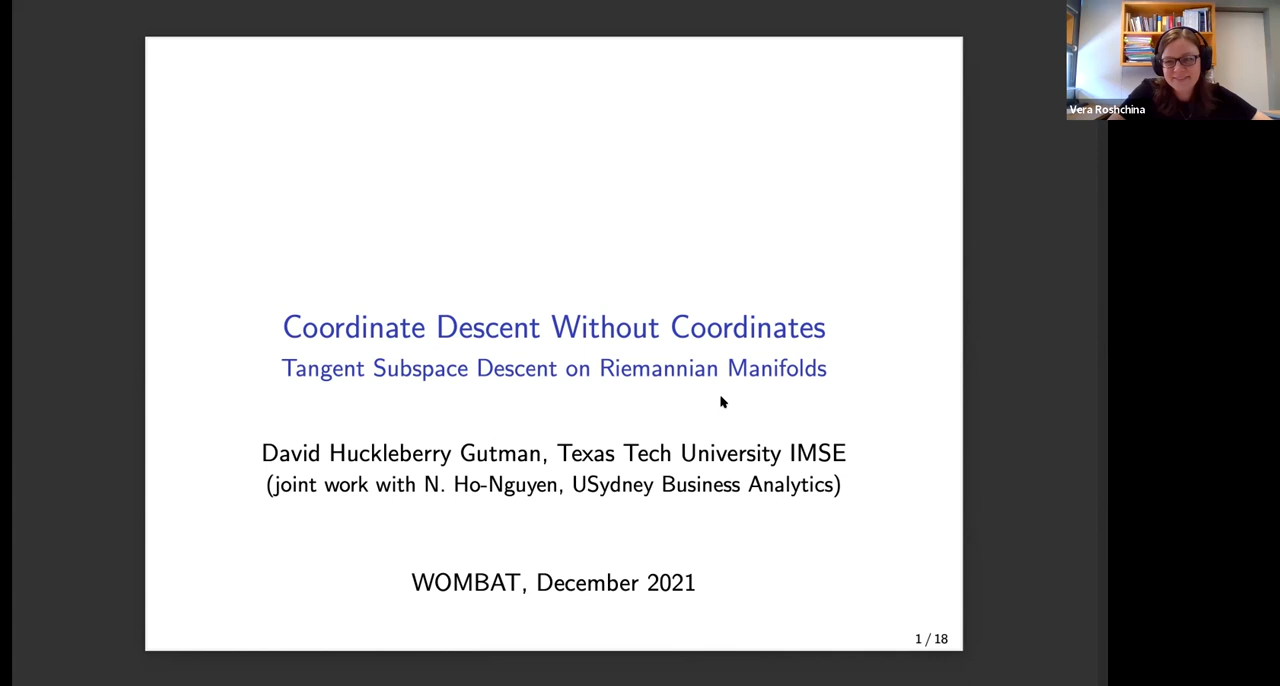 Coordinate Descent Without Coordinates
Tangent Subspace Descent on Riemannian Manifolds
David Huckleberry Gutman, Texas Tech University IMSE
(joint work with N. Ho-Nguyen, USydney Business Analytics)
WOMBAT, December 2021
1 / 18
Vera Roshchina